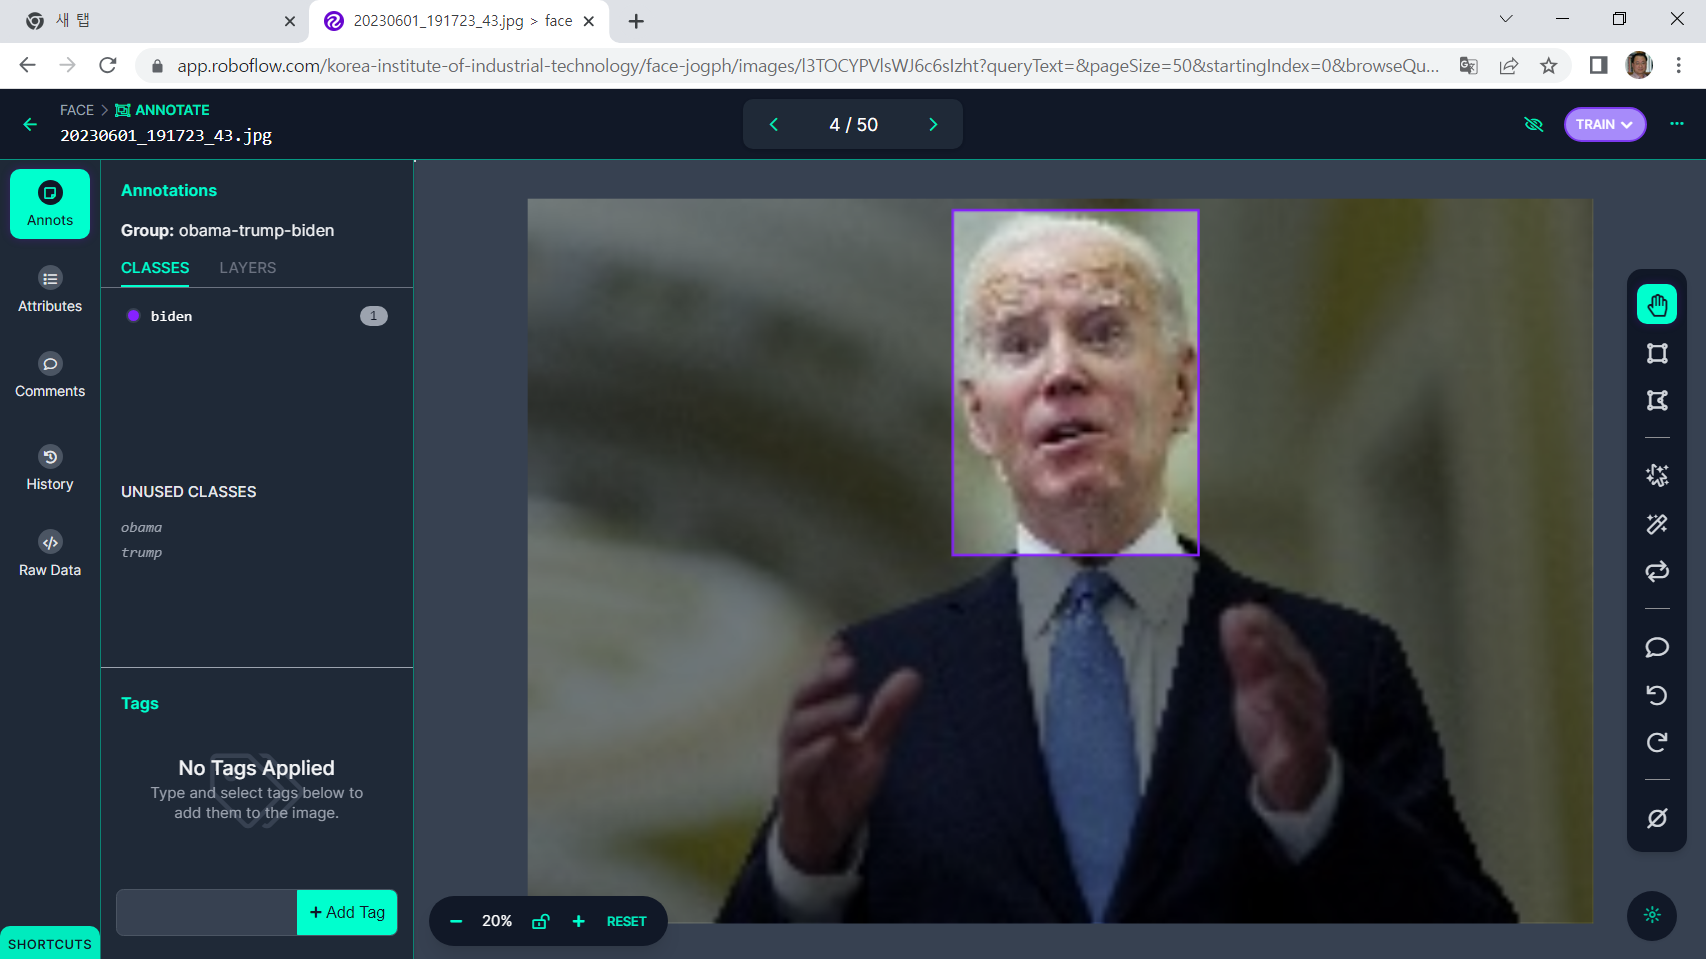 새 탭
20230601_191723_43.jpg > face
app.roboflow.com/korea-institute-of-industrial-technology/face-jogph/images/l3TOCYPVlsWJ6c6sIzht?queryText=&pageSize=50&startingIndex=0&browseQu...
FACE > ANNOTATE
20230601_191723_43.jpg
4 / 50
TRAIN
Annots
Attributes
Comments
History
Raw Data
SHORTCUTS
Annotations
Group: obama-trump-biden
CLASSES LAYERS
biden 1
UNUSED CLASSES
obama
trump
Tags
No Tags Applied
Type and select tags below to
add them to the image.
+ Add Tag
20% RESET